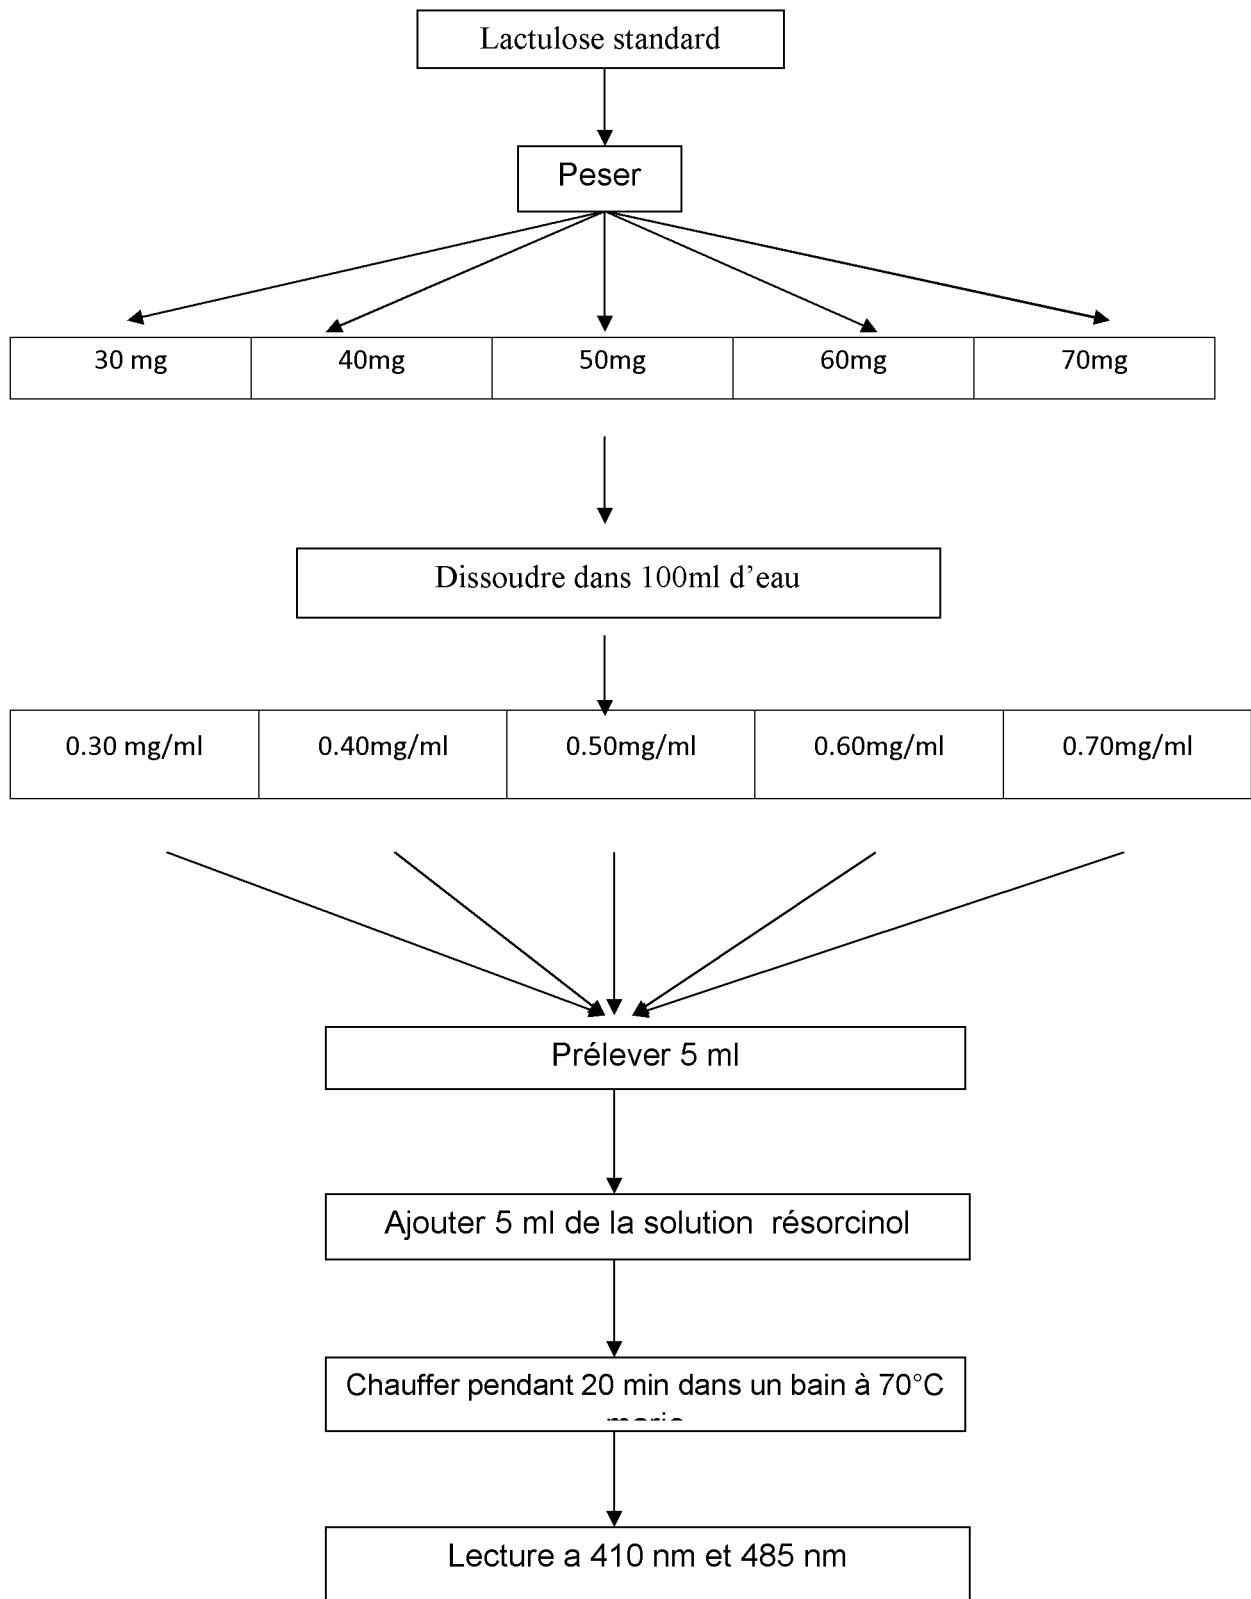 Lactulose standard
Peser
30 mg
40mg
50mg
60mg
70mg
Dissoudre dans 100ml d’eau
0.30 mg/ml
0.40mg/ml
0.50mg/ml
0.60mg/ml
0.70mg/ml
Prélever 5 ml
Ajouter 5 ml de la solution  résorcinol
Chauffer pendant 20 min dans un bain à 70°C
Lecture a 410 nm et 485 nm